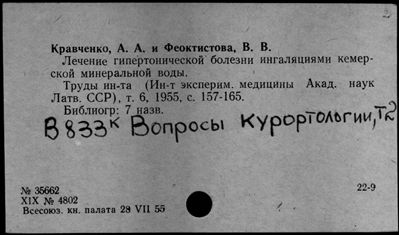 Кравченко, А. А. и Феоктистова, В. В.
Лечение гипертонической болезни ингаляциями кемер-
ской минеральной воды.
Труды ин-та (Ин-т эксперим. медицины Акад. наук
Латв. ССР), т. 6, 1955, с. 157-165.
Библиогр: 7 назв.
В 833к Вопросы Курортологии, Т2
№ 35662
22-9
XIX № 4802
Всесоюз. кн. палата 28 VII 55